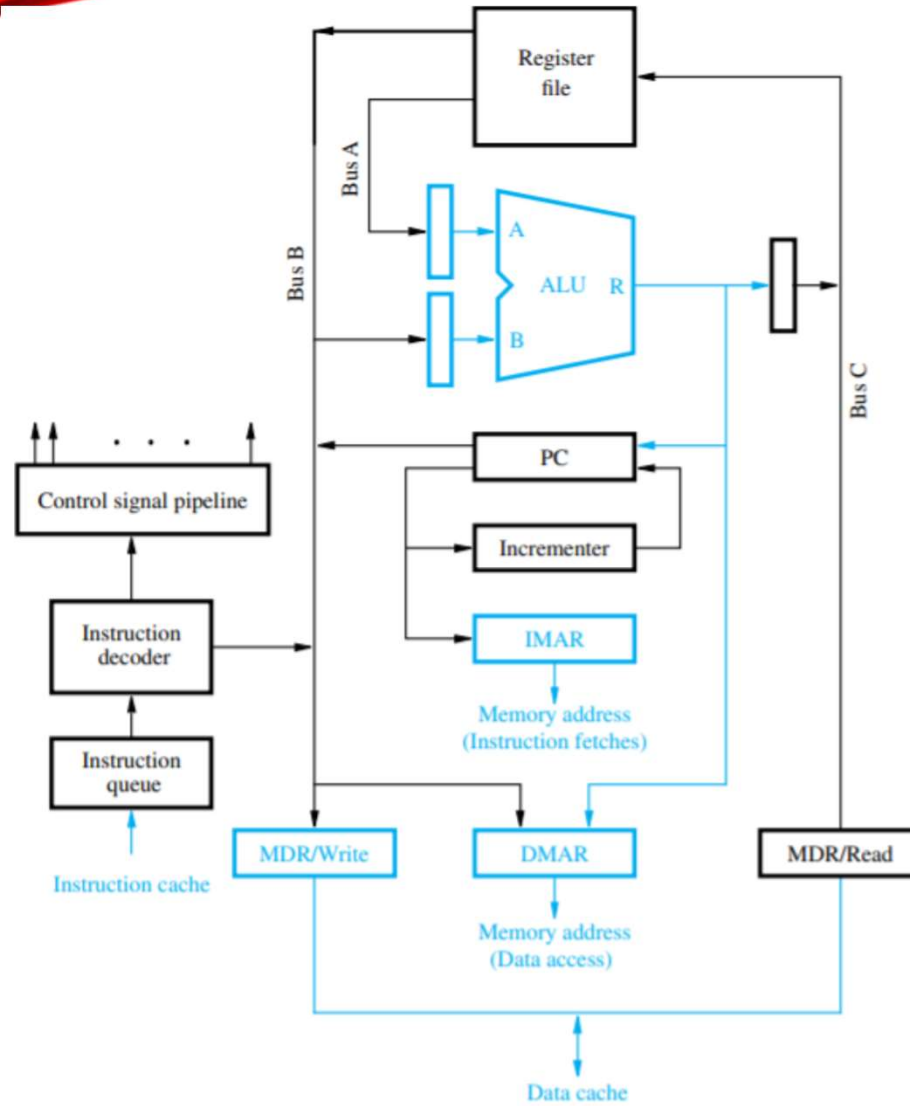 Register
file
Bus A
Bus B
A
ALU
R
B
Bus C
. . .
PC
Control signal pipeline
Incrementer
Instruction
decoder
IMAR
Memory address
(Instruction fetches)
Instruction
queue
MDR/Write
DMAR
MDR/Read
Instruction cache
Memory address
(Data access)
Data cache